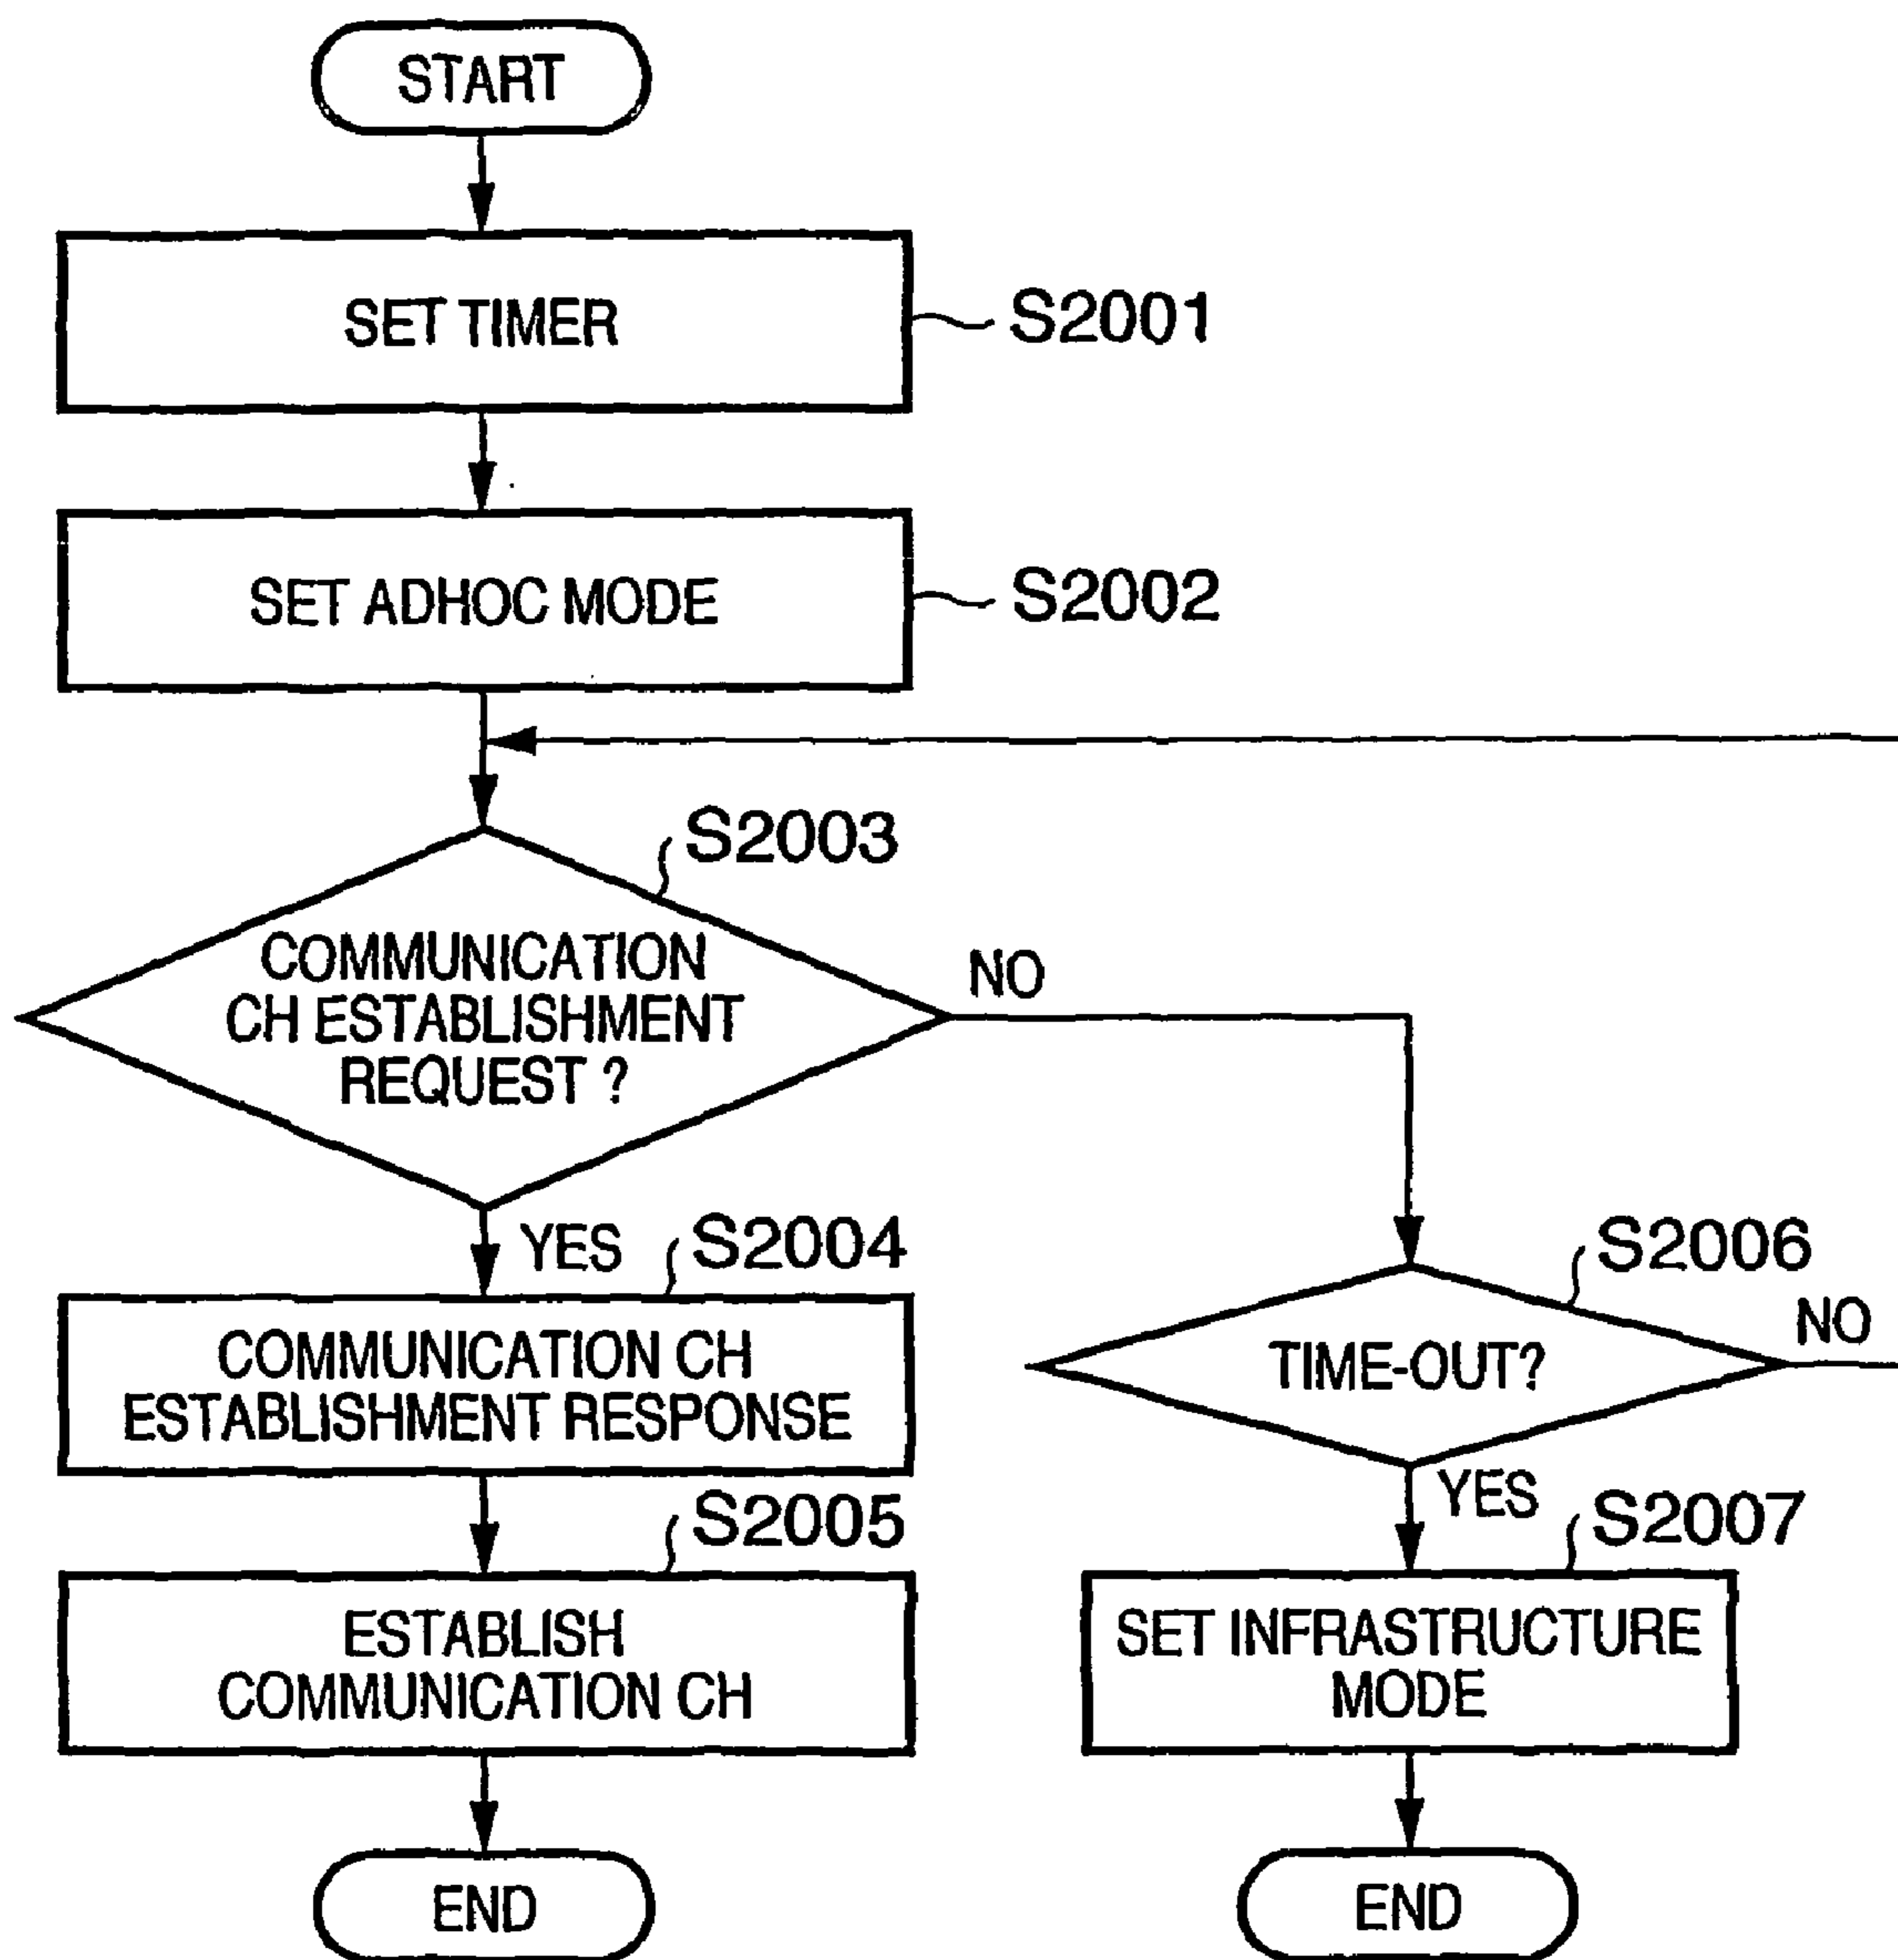 START
SET TIMER
S2001
SET ADHOC MODE
S2002
S2003
COMMUNICATION
CH ESTABLISHMENT
REQUEST ?
NO
YES
S2004
COMMUNICATION CH
ESTABLISHMENT RESPONSE
S2005
ESTABLISH
COMMUNICATION CH
END
S2006
TIME-OUT?
NO
YES
S2007
SET INFRASTRUCTURE
MODE
END